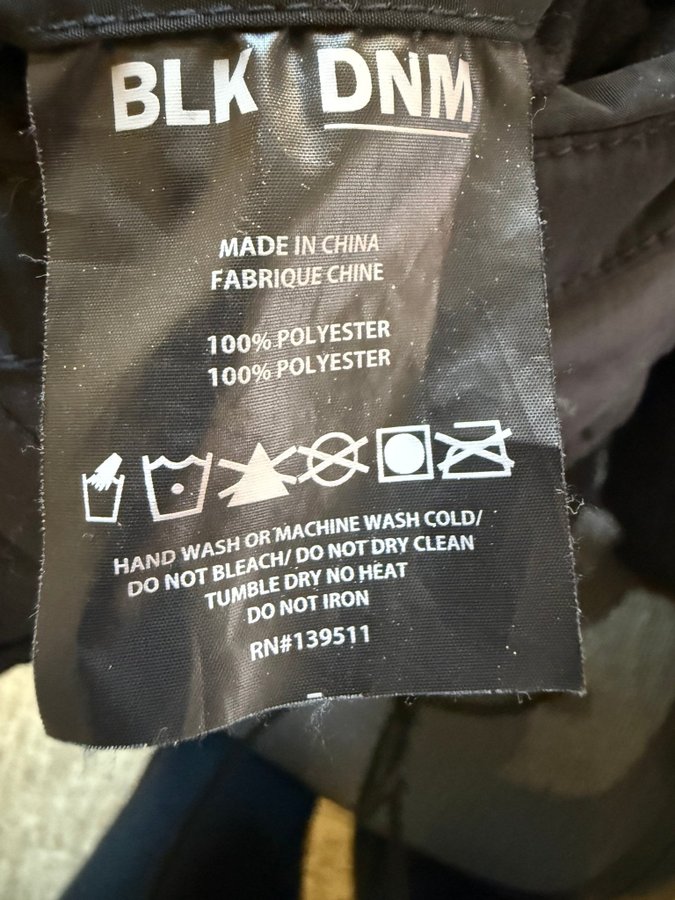 BLK DNM
MADE IN CHINA
FABRIQUE CHINE
100% POLYESTER
100% POLYESTER
HAND WASH OR MACHINE WASH COLD/
DO NOT BLEACH/ DO NOT DRY CLEAN
TUMBLE DRY NO HEAT
DO NOT IRON
RN#139511